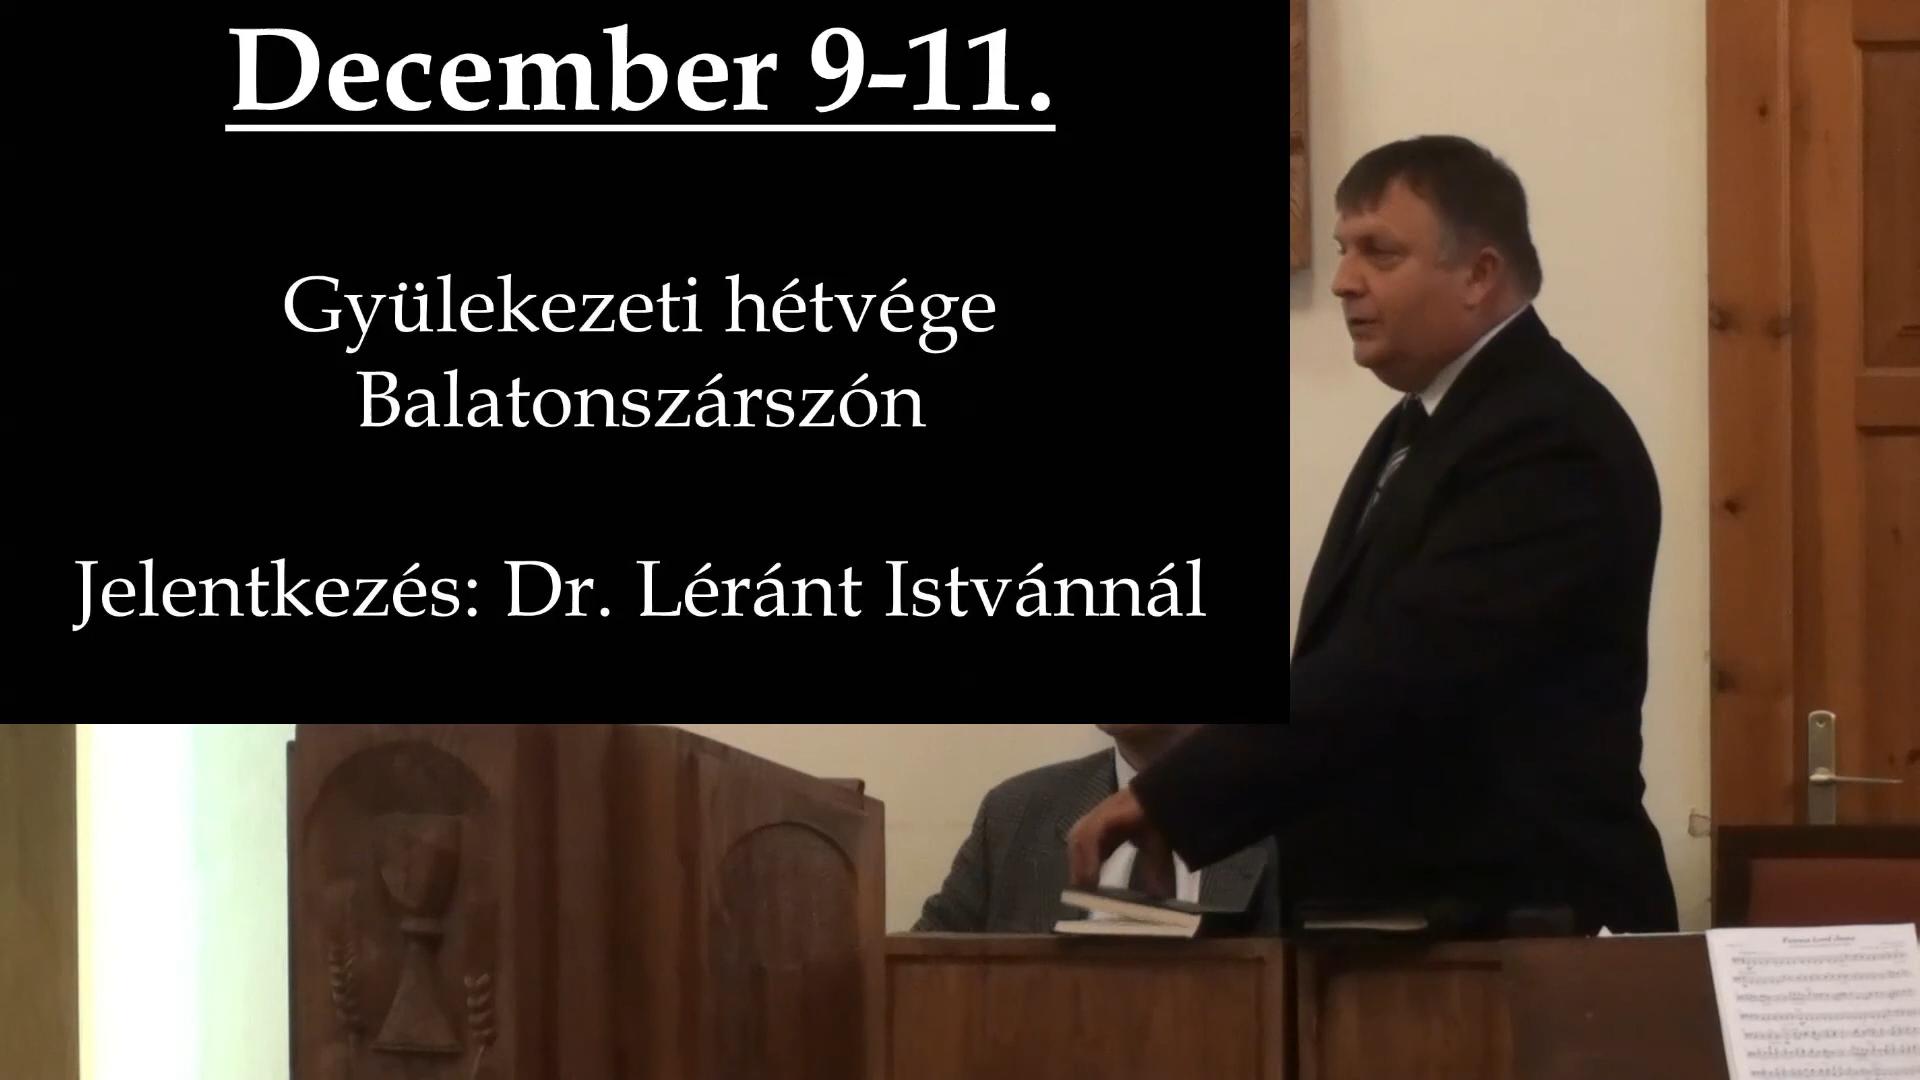 December 9-11.
Gyülekezeti hétvége
Balatonszárszón
Jelentkezés: Dr. Léránt Istvánnál